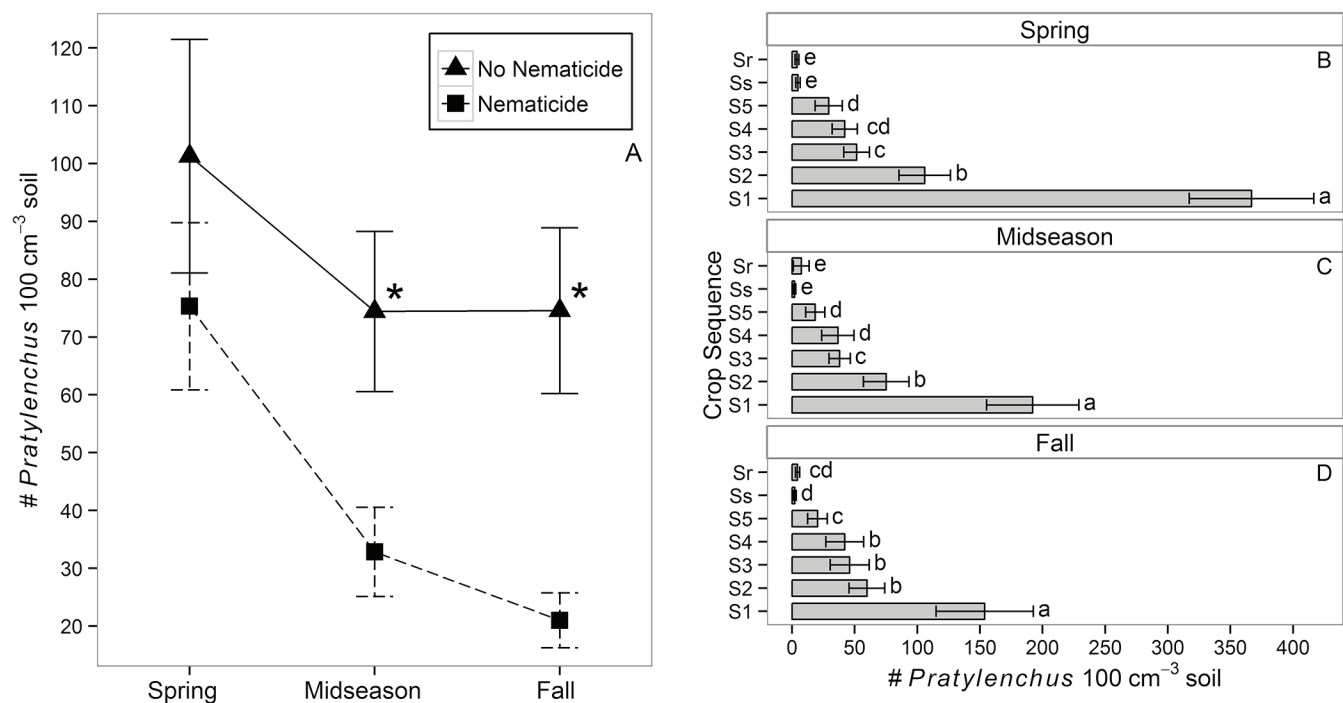 # Pratylenchus 100 cm⁻³ soil
120
110
100
90
80
70
60
50
40
30
20
No Nematicide
Nematicide
A
*
*
Spring
Midseason
Fall
Crop Sequence
Spring
B
Sr e
Ss e
S5 d
S4 cd
S3 c
S2 b
S1 a
Midseason
C
Sr e
Ss e
S5 d
S4 d
S3 c
S2 b
S1 a
Fall
D
Sr cd
Ss d
S5 c
S4 b
S3 b
S2 b
S1 a
0 50 100 150 200 250 300 350 400
# Pratylenchus 100 cm⁻³ soil